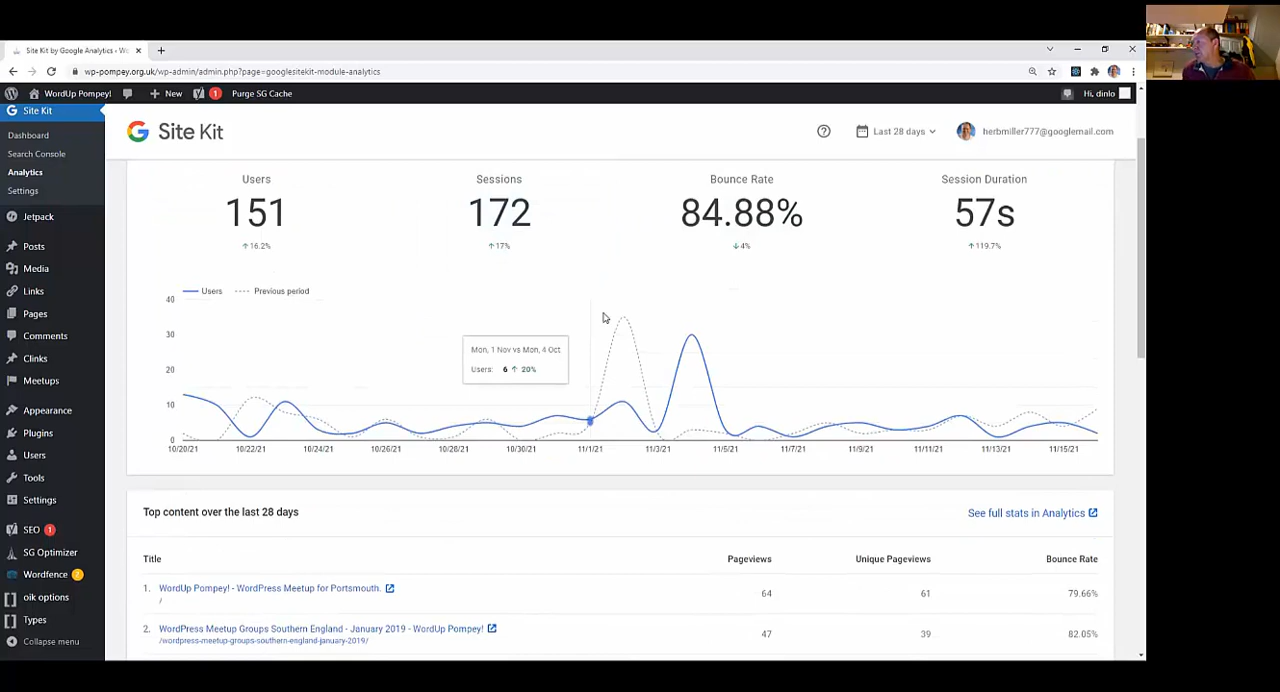 Site Kit by Google Analytics ‹ Wo
wp-pompey.org.uk/wp-admin/admin.php?page=googlesitekit-module-analytics
WordUp Pompey!
New
1
Purge SG Cache
Hi, dinlo
Site Kit
Dashboard
Search Console
Analytics
Settings
Jetpack
Posts
Media
Links
Pages
Comments
Clinks
Meetups
Appearance
Plugins
Users
Tools
Settings
SEO 1
SG Optimizer
Wordfence 7
oik options
Types
Collapse menu
Site Kit
Last 28 days
herbmiller777@googlemail.com
Users
Sessions
Bounce Rate
Session Duration
151
172
84.88%
57s
↑ 16.2%
↑ 17%
↓ 4%
↑ 119.7%
Users
Previous period
40
30
20
10
0
Mon, 1 Nov vs Mon, 4 Oct
Users: 6 ↑ 20%
10/20/21 10/22/21 10/24/21 10/26/21 10/28/21 10/30/21 11/1/21 11/3/21 11/5/21 11/7/21 11/9/21 11/11/21 11/13/21 11/15/21
Top content over the last 28 days
See full stats in Analytics
Title Pageviews Unique Pageviews Bounce Rate
1. WordUp Pompey! - WordPress Meetup for Portsmouth. 64 61 79.66%
/
2. WordPress Meetup Groups Southern England - January 2019 - WordUp Pompey! 47 39 82.05%
/wordpress-meetup-groups-southern-england-january-2019/